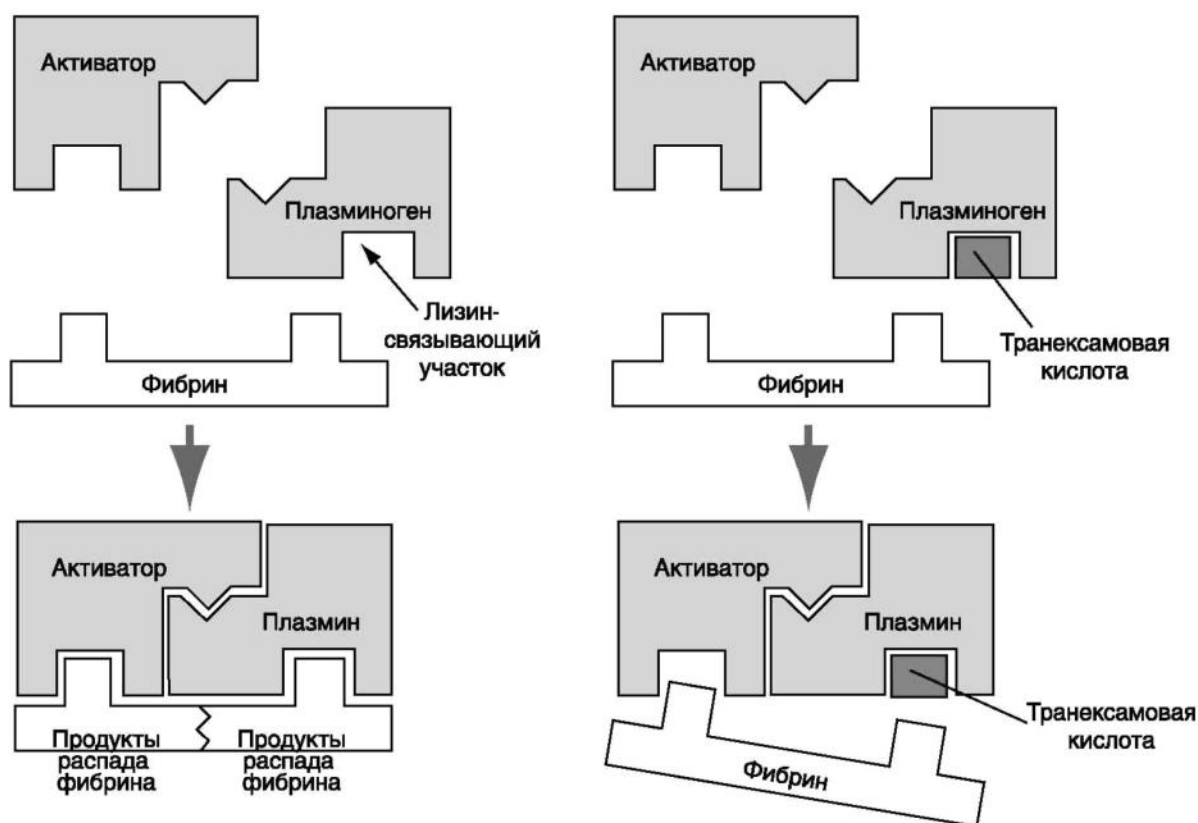 Активатор
Плазминоген
Лизин-
связывающий
участок
Фибрин
Активатор
Плазмин
Продукты
распада
фибрина
Продукты
распада
фибрина
Активатор
Плазминоген
Транексамовая
кислота
Фибрин
Активатор
Плазмин
Транексамовая
кислота
Фибрин